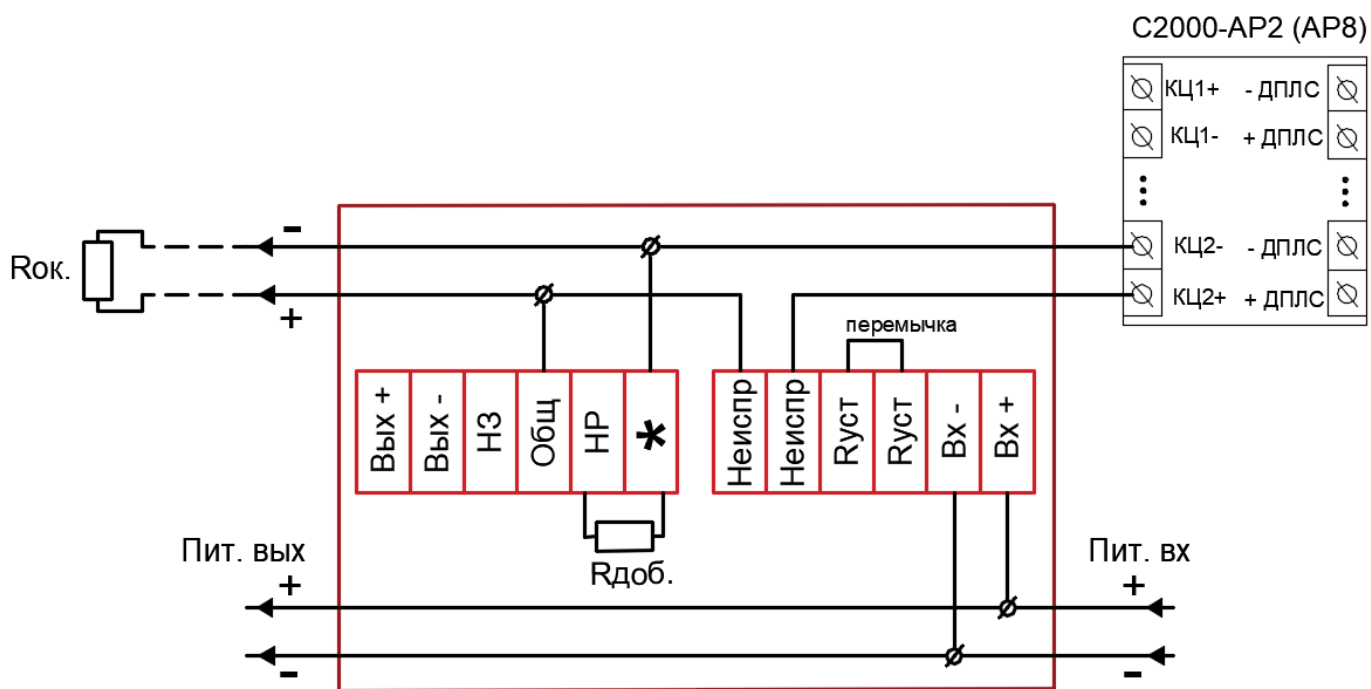 С2000-АР2 (АР8)
КЦ1+ - ДПЛС
КЦ1- + ДПЛС
КЦ2- - ДПЛС
КЦ2+ + ДПЛС
-
Rок.
+
перемычка
Вых +
Вых -
НЗ
Общ
НР
*
Неиспр
Неиспр
Rуст
Rуст
Вх -
Вх +
Rдоб.
Пит. вых
+
-
Пит. вх
+
-